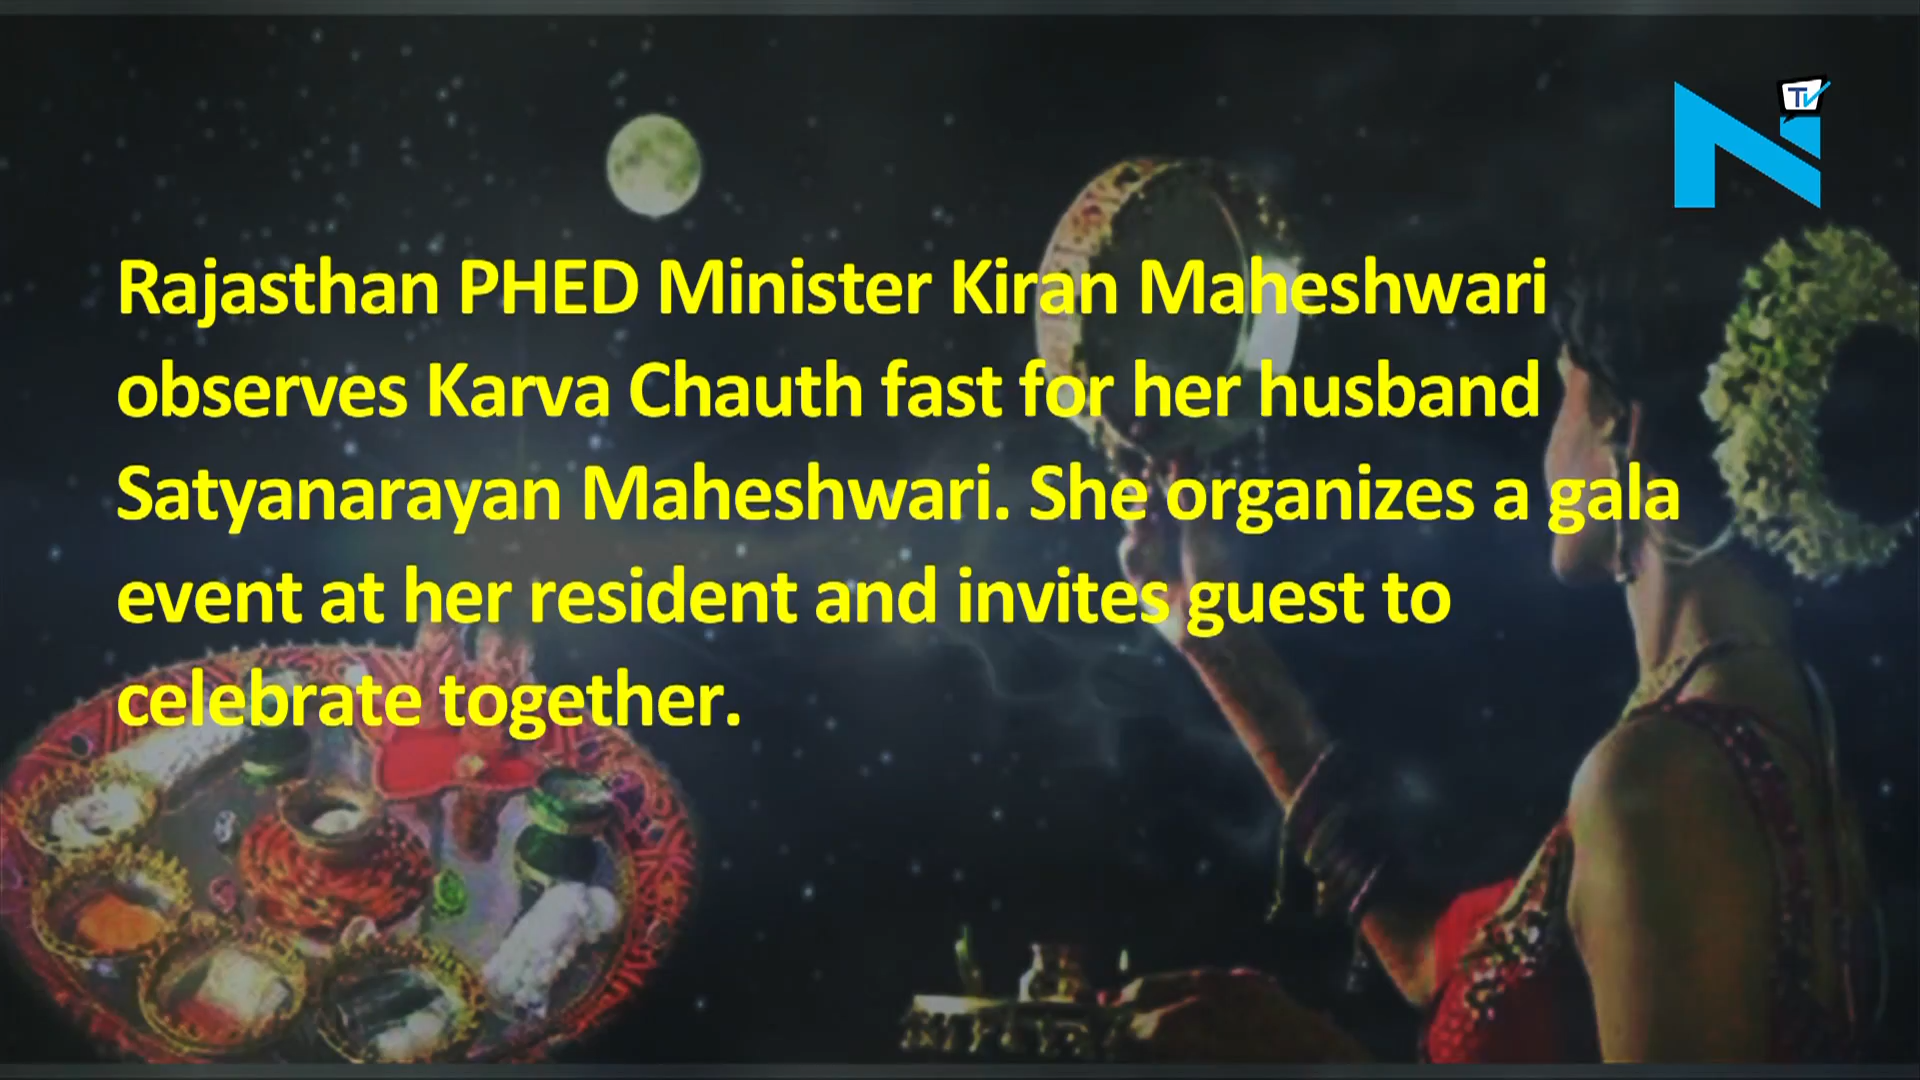 TV
Rajasthan PHED Minister Kiran Maheshwari
observes Karva Chauth fast for her husband
Satyanarayan Maheshwari. She organizes a gala
event at her resident and invites guest to
celebrate together.